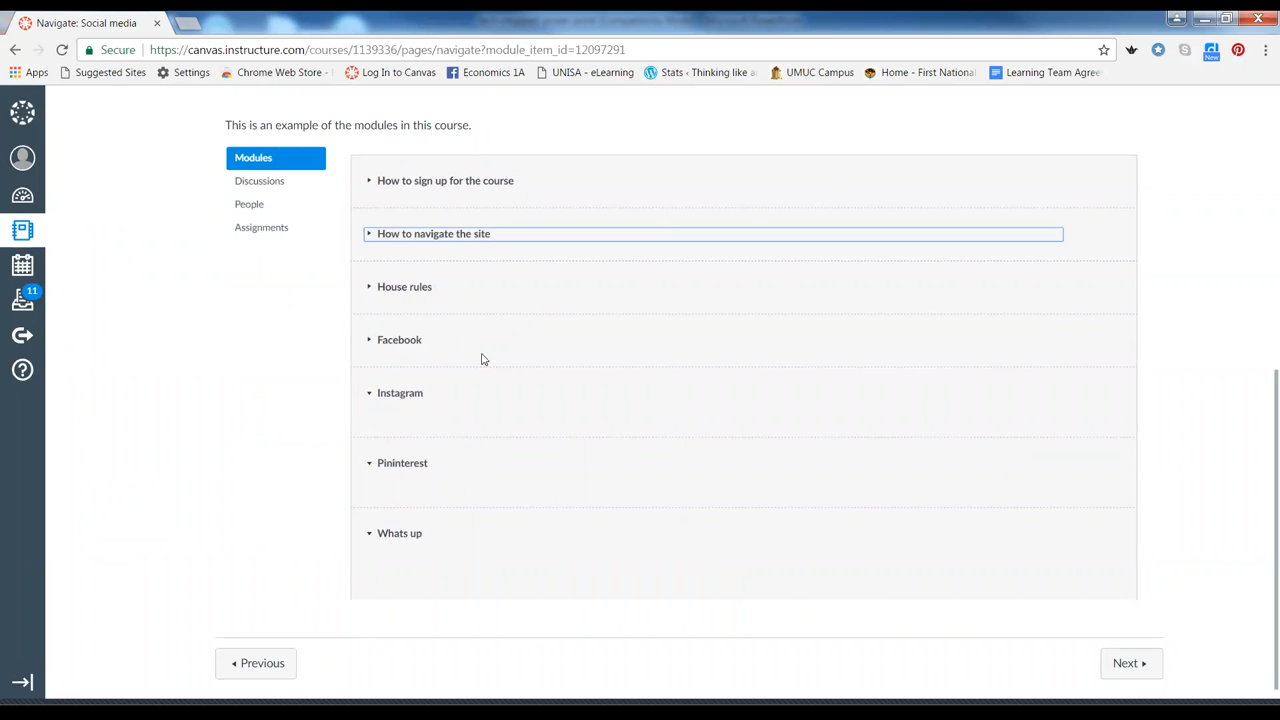 Navigate: Social media
Secure https://canvas.instructure.com/courses/1139336/pages/navigate?module_item_id=12097291
New
Apps Suggested Sites Settings Chrome Web Store - Log In to Canvas Economics 1A UNISA - eLearning Stats ‹ Thinking like a UMUC Campus Home - First National Learning Team Agree
This is an example of the modules in this course.
Modules
Discussions
People
Assignments
How to sign up for the course
How to navigate the site
House rules
Facebook
Instagram
Pininterest
Whats up
11
Previous
Next